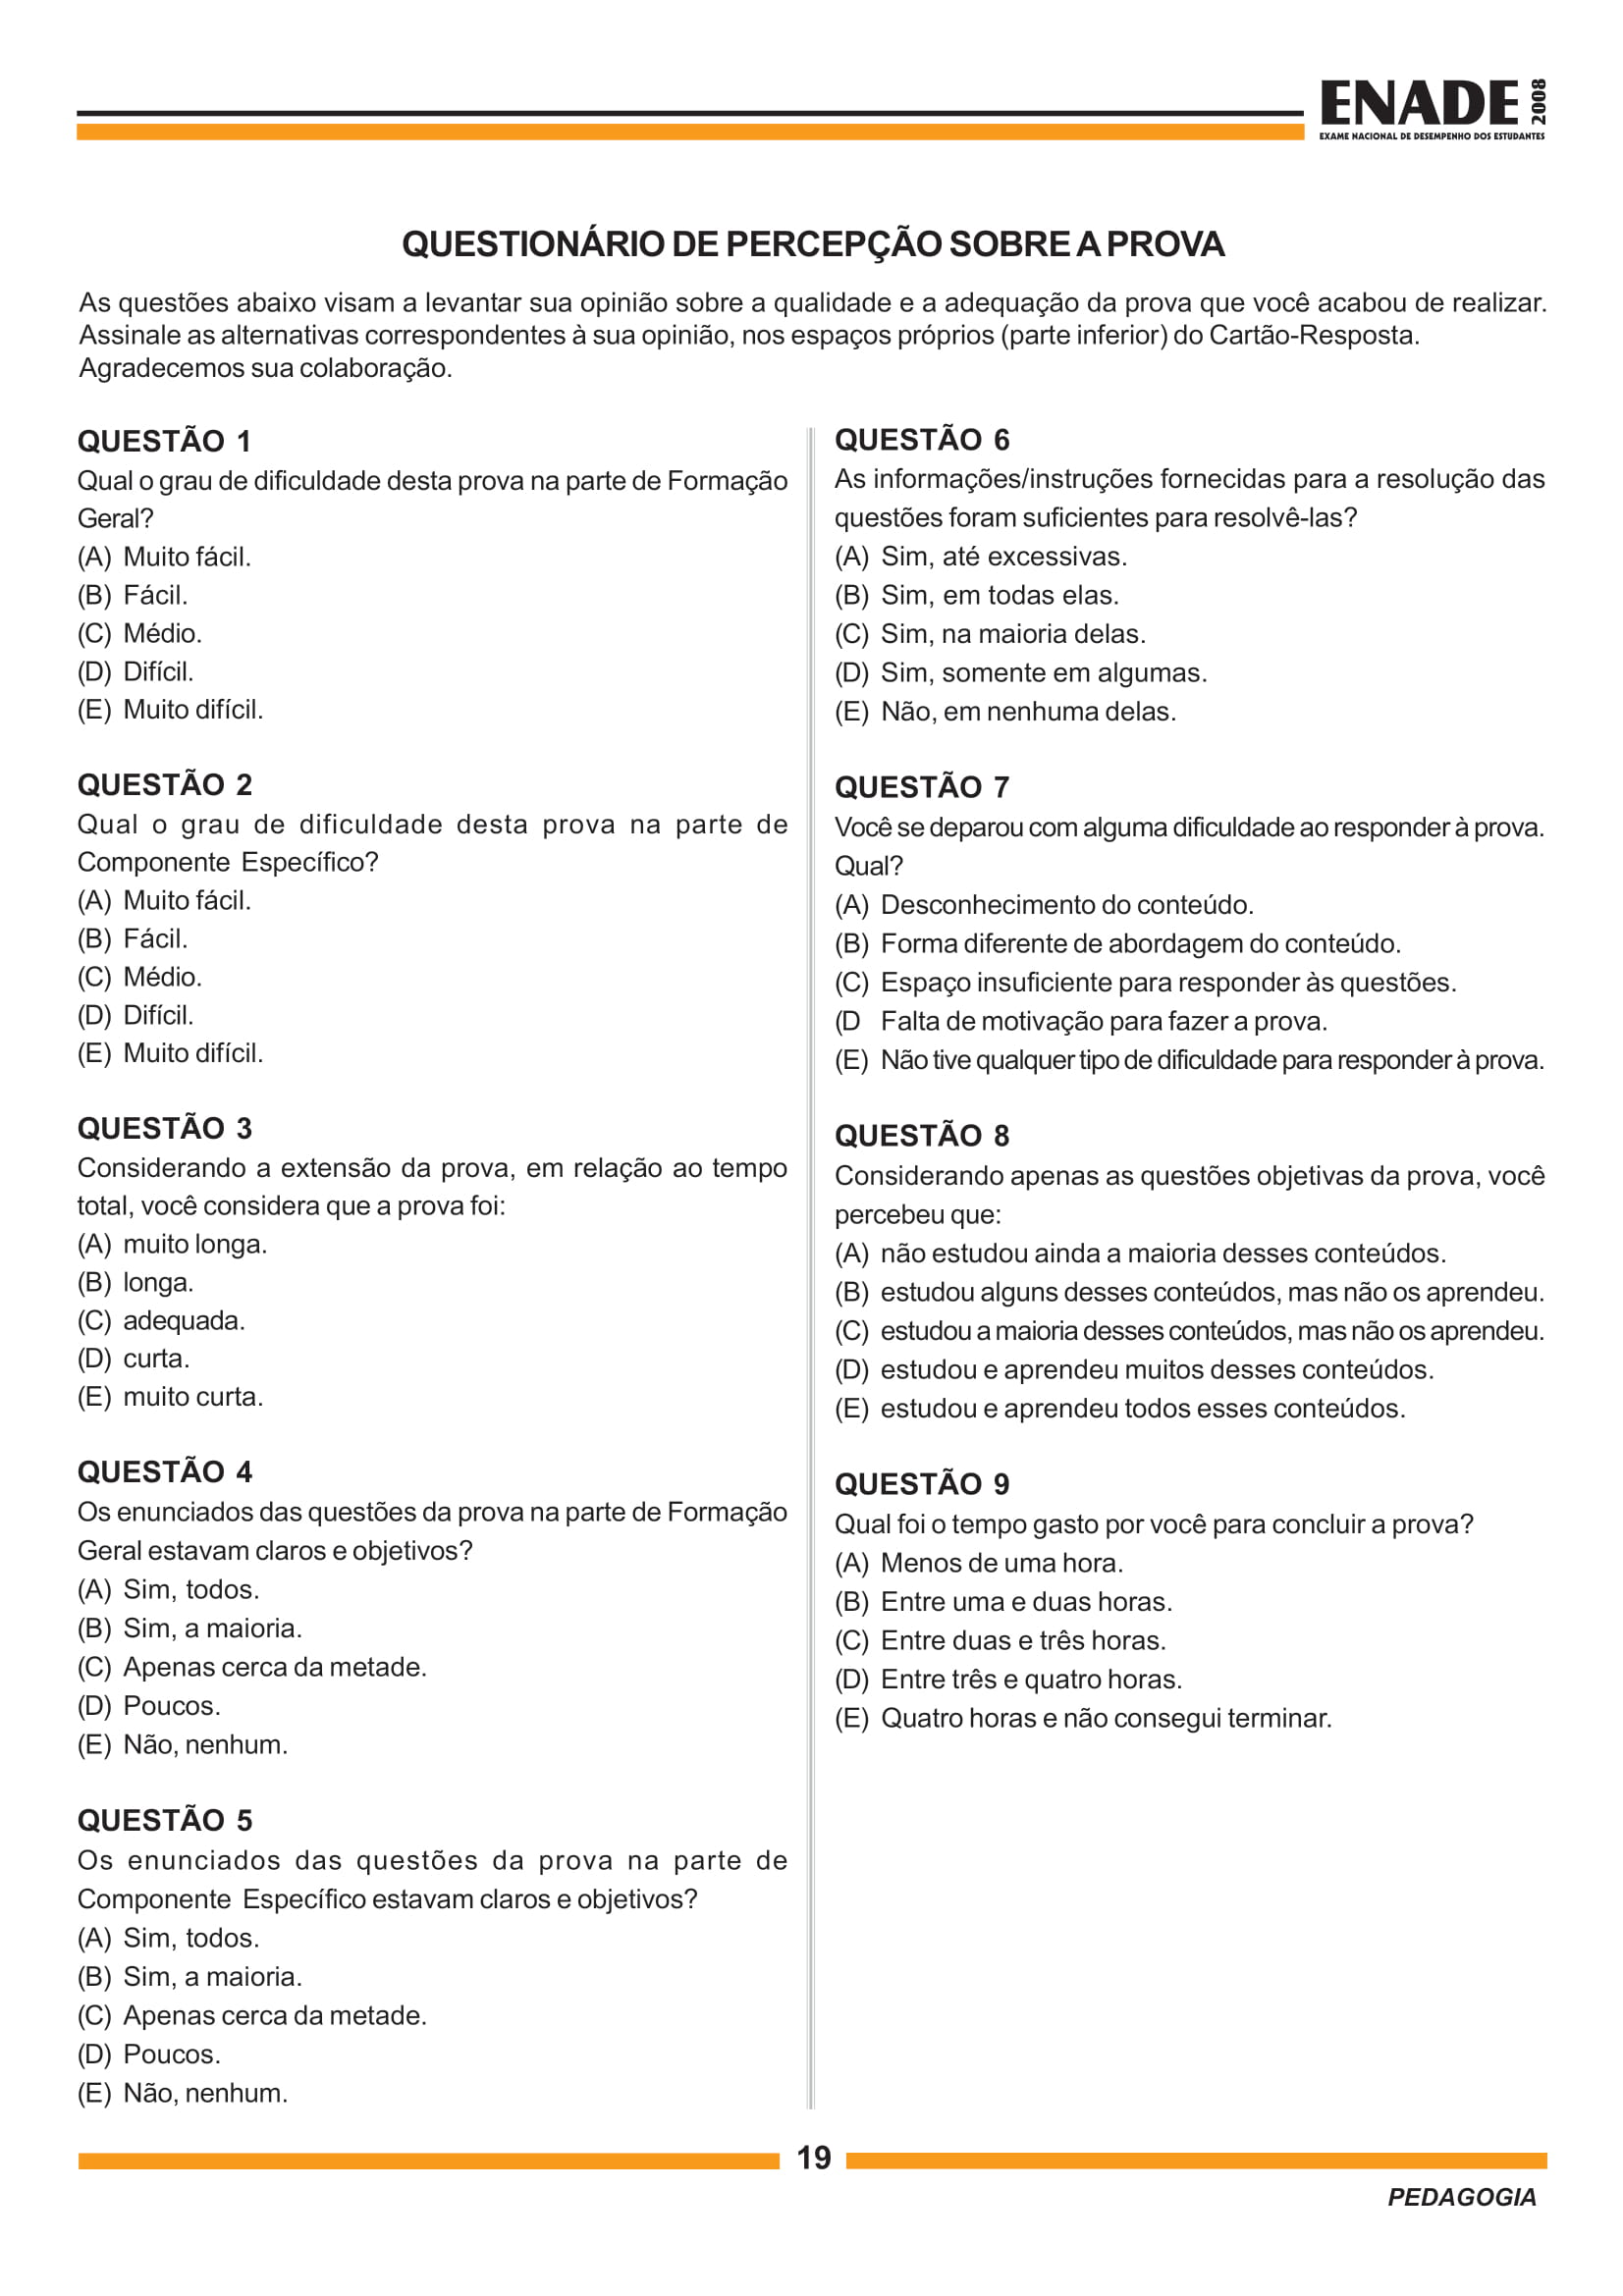 ENADE 2008
EXAME NACIONAL DE DESEMPENHO DOS ESTUDANTES
QUESTIONÁRIO DE PERCEPÇÃO SOBRE A PROVA
As questões abaixo visam a levantar sua opinião sobre a qualidade e a adequação da prova que você acabou de realizar.
Assinale as alternativas correspondentes à sua opinião, nos espaços próprios (parte inferior) do Cartão-Resposta.
Agradecemos sua colaboração.
QUESTÃO 1
Qual o grau de dificuldade desta prova na parte de Formação
Geral?
(A) Muito fácil.
(B) Fácil.
(C) Médio.
(D) Difícil.
(E) Muito difícil.
QUESTÃO 2
Qual o grau de dificuldade desta prova na parte de
Componente Específico?
(A) Muito fácil.
(B) Fácil.
(C) Médio.
(D) Difícil.
(E) Muito difícil.
QUESTÃO 3
Considerando a extensão da prova, em relação ao tempo
total, você considera que a prova foi:
(A) muito longa.
(B) longa.
(C) adequada.
(D) curta.
(E) muito curta.
QUESTÃO 4
Os enunciados das questões da prova na parte de Formação
Geral estavam claros e objetivos?
(A) Sim, todos.
(B) Sim, a maioria.
(C) Apenas cerca da metade.
(D) Poucos.
(E) Não, nenhum.
QUESTÃO 5
Os enunciados das questões da prova na parte de
Componente Específico estavam claros e objetivos?
(A) Sim, todos.
(B) Sim, a maioria.
(C) Apenas cerca da metade.
(D) Poucos.
(E) Não, nenhum.
QUESTÃO 6
As informações/instruções fornecidas para a resolução das
questões foram suficientes para resolvê-las?
(A) Sim, até excessivas.
(B) Sim, em todas elas.
(C) Sim, na maioria delas.
(D) Sim, somente em algumas.
(E) Não, em nenhuma delas.
QUESTÃO 7
Você se deparou com alguma dificuldade ao responder à prova.
Qual?
(A) Desconhecimento do conteúdo.
(B) Forma diferente de abordagem do conteúdo.
(C) Espaço insuficiente para responder às questões.
(D Falta de motivação para fazer a prova.
(E) Não tive qualquer tipo de dificuldade para responder à prova.
QUESTÃO 8
Considerando apenas as questões objetivas da prova, você
percebeu que:
(A) não estudou ainda a maioria desses conteúdos.
(B) estudou alguns desses conteúdos, mas não os aprendeu.
(C) estudou a maioria desses conteúdos, mas não os aprendeu.
(D) estudou e aprendeu muitos desses conteúdos.
(E) estudou e aprendeu todos esses conteúdos.
QUESTÃO 9
Qual foi o tempo gasto por você para concluir a prova?
(A) Menos de uma hora.
(B) Entre uma e duas horas.
(C) Entre duas e três horas.
(D) Entre três e quatro horas.
(E) Quatro horas e não consegui terminar.
19
PEDAGOGIA